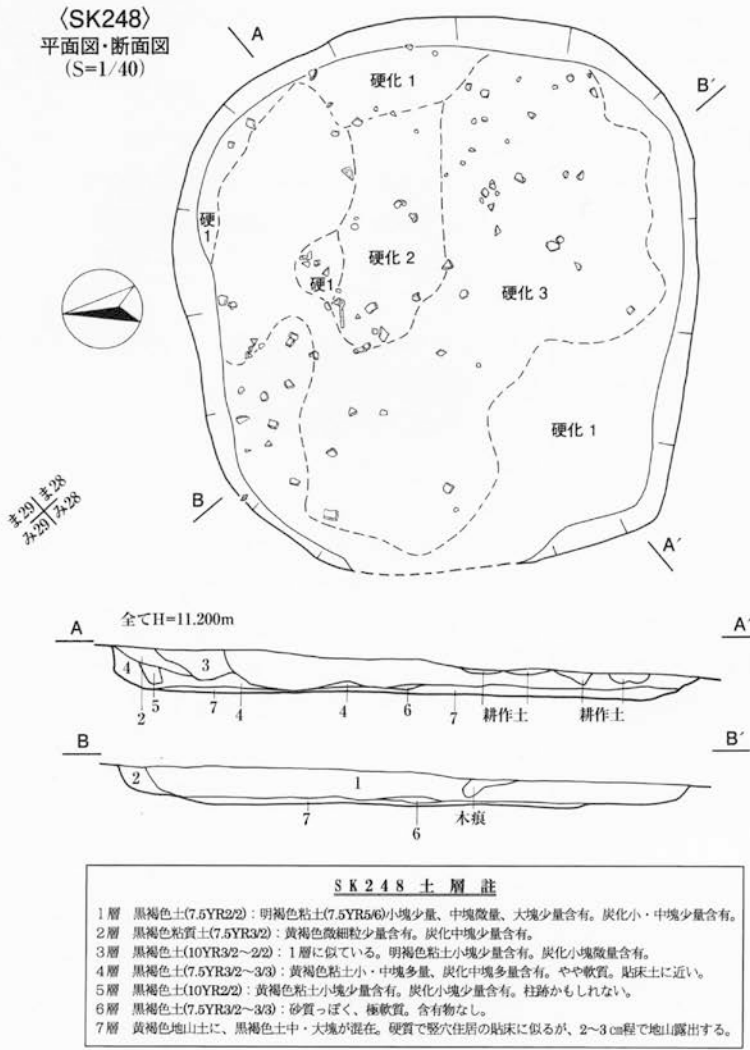 〈SK248〉
平面図・断面図
(S=1/40)
A
B′
硬化 1
硬
1
硬化 2
硬1
硬化 3
硬化 1
B
A′
ま29 ま28
み29 み28
全てH=11.200m
A
A′
4
3
2
5
7
4
4
6
7
耕作土
耕作土
B
B′
2
1
7
6
木痕
SK248 土層註
1層 黒褐色土(7.5YR2/2)：明褐色粘土(7.5YR5/6)小塊少量、中塊微量、大塊少量含有。炭化小・中塊少量含有。
2層 黒褐色粘質土(7.5YR3/2)：黄褐色微細粒少量含有。炭化中塊少量含有。
3層 黒褐色土(10YR3/2～2/2)：1層に似ている。明褐色粘土小塊少量含有。炭化小塊微量含有。
4層 黒褐色土(7.5YR3/2～3/3)：黄褐色粘土小・中塊多量、炭化中塊多量含有。やや軟質。貼床土に近い。
5層 黒褐色土(10YR2/2)：黄褐色粘土小塊少量含有。炭化小塊少量含有。柱跡かもしれない。
6層 黒褐色土(7.5YR3/2～3/3)：砂質っぽく、極軟質。含有物なし。
7層 黄褐色地山土に、黒褐色土中・大塊が混在。硬質で竪穴住居の貼床に似るが、2～3㎝程で地山露出する。